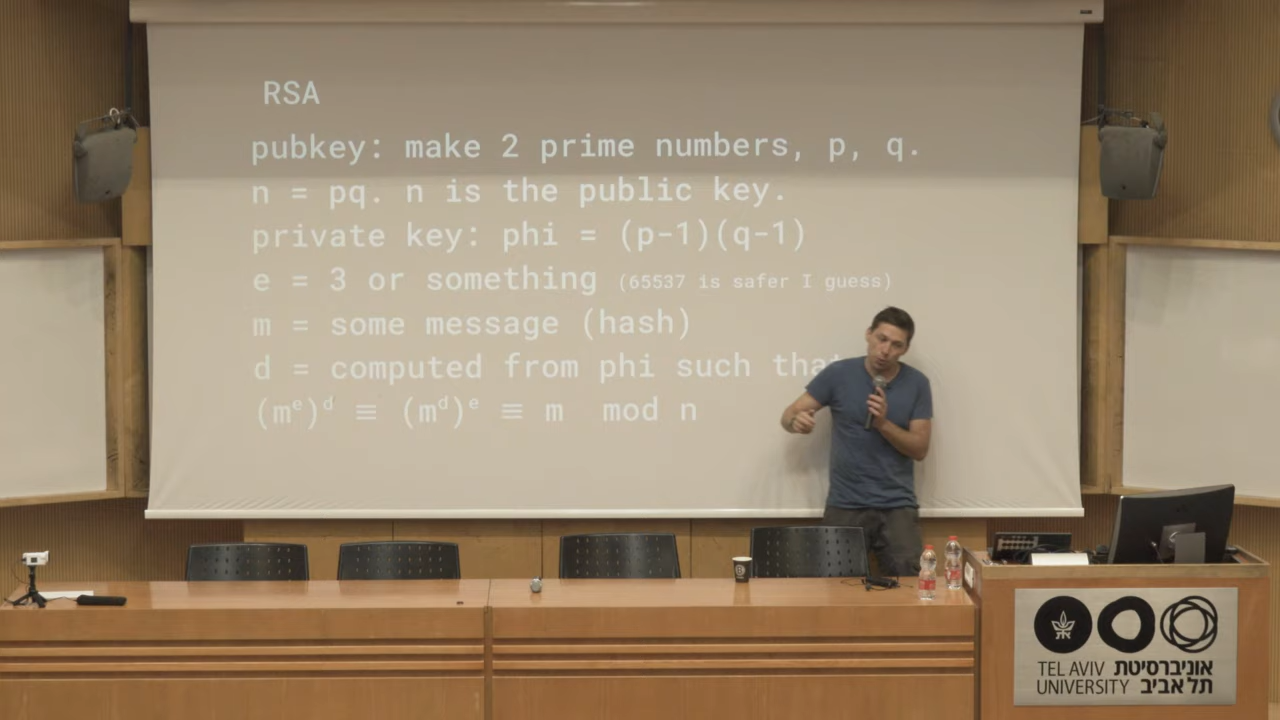 RSA
pubkey: make 2 prime numbers, p, q.
n = pq. n is the public key.
private key: phi = (p-1)(q-1)
e = 3 or something (65537 is safer I guess)
m = some message (hash)
d = computed from phi such that
(mᵉ)ᵈ ≡ (mᵈ)ᵉ ≡ m mod n
TEL AVIV אוניברסיטת
UNIVERSITY תל אביב